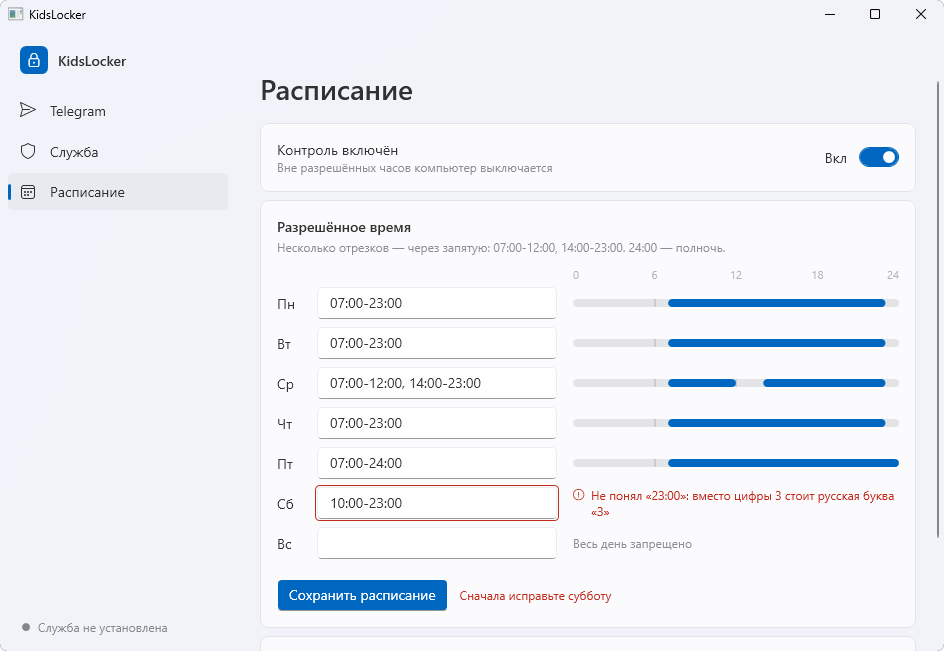 KidsLocker
KidsLocker
Telegram
Служба
Расписание
Расписание
Контроль включён
Вне разрешённых часов компьютер выключается
Вкл
Разрешённое время
Несколько отрезков — через запятую: 07:00-12:00, 14:00-23:00. 24:00 — полночь.
0 6 12 18 24
Пн 07:00-23:00
Вт 07:00-23:00
Ср 07:00-12:00, 14:00-23:00
Чт 07:00-23:00
Пт 07:00-24:00
Сб 10:00-2З:00
Не понял «2З:00»: вместо цифры 3 стоит русская буква
«З»
Вс
Весь день запрещено
Сохранить расписание
Сначала исправьте субботу
Служба не установлена